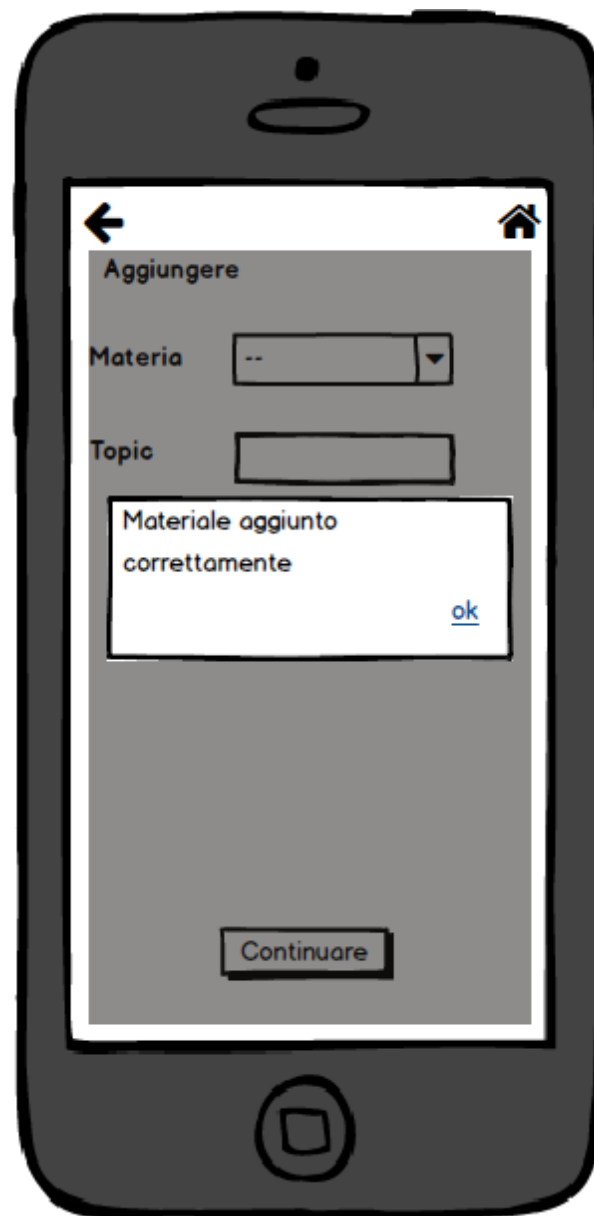 Aggiungere
Materia
--
Topic
Materiale aggiunto
correttamente
ok
Continuare